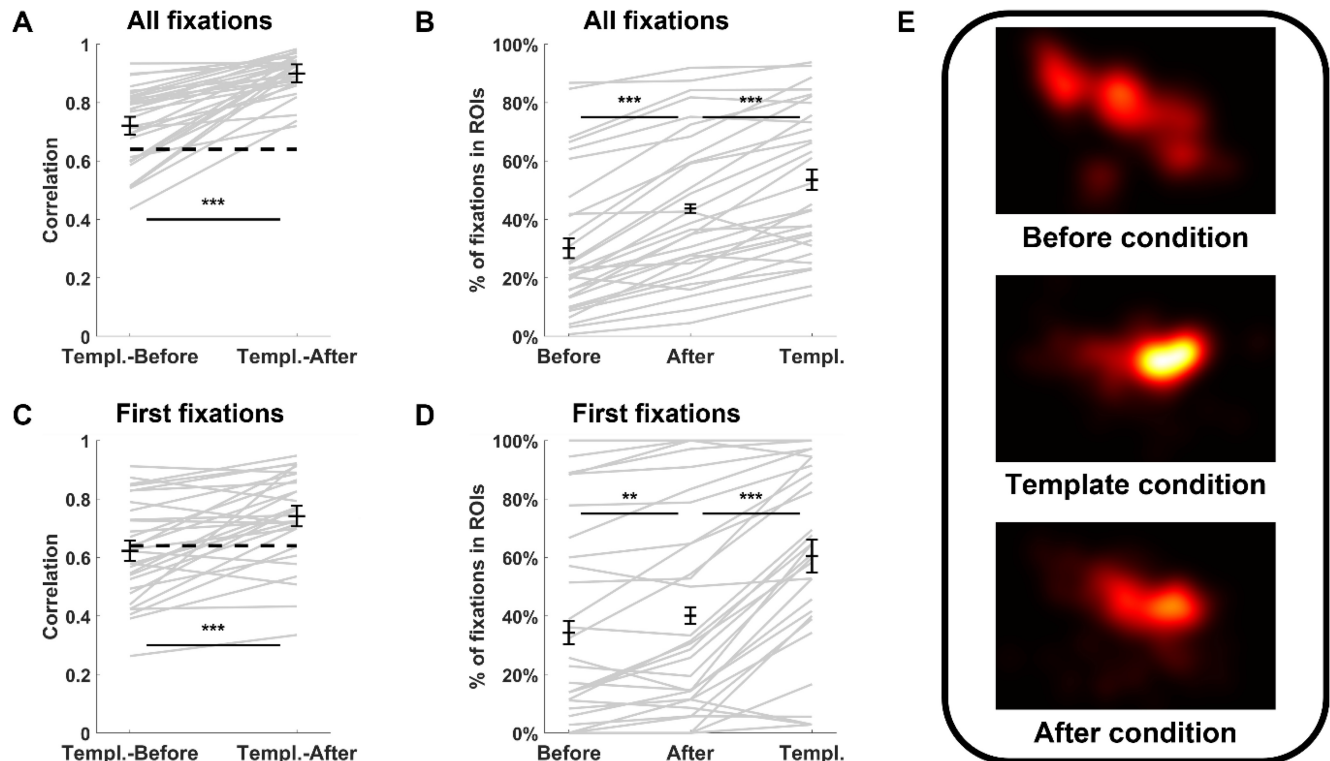 A
All fixations
1
0.8
0.6
0.4
0.2
0
Correlation
***
Templ.-Before
Templ.-After
B
All fixations
100%
80%
60%
40%
20%
0%
% of fixations in ROIs
***
***
Before
After
Templ.
C
First fixations
1
0.8
0.6
0.4
0.2
0
Correlation
***
Templ.-Before
Templ.-After
D
First fixations
100%
80%
60%
40%
20%
0%
% of fixations in ROIs
**
***
Before
After
Templ.
E
Before condition
Template condition
After condition